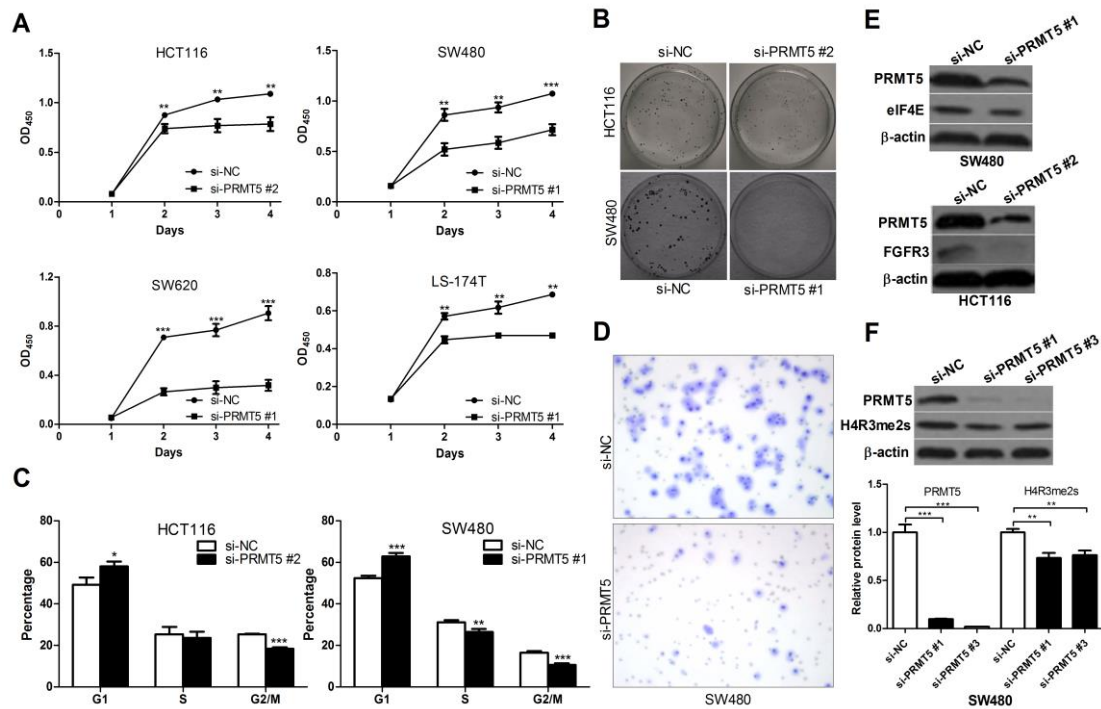 A
HCT116
OD450
1.5
1.0
0.5
0.0
** ** **
si-NC
si-PRMT5 #2
0 1 2 3 4
Days
SW480
OD450
1.5
1.0
0.5
0.0
** ** ***
si-NC
si-PRMT5 #1
0 1 2 3 4
Days
SW620
OD450
1.2
0.9
0.6
0.3
0.0
*** *** ***
si-NC
si-PRMT5 #1
0 1 2 3 4
Days
LS-174T
OD450
0.8
0.6
0.4
0.2
0.0
** ** **
si-NC
si-PRMT5 #1
0 1 2 3 4
Days
B
si-NC si-PRMT5 #2
HCT116
SW480
si-NC si-PRMT5 #1
C
HCT116
Percentage
80
60
40
20
0
si-NC
si-PRMT5 #2
* ***
G1 S G2/M
SW480
Percentage
80
60
40
20
0
si-NC
si-PRMT5 #1
*** ** ***
G1 S G2/M
D
si-NC
si-PRMT5
SW480
E
si-NC si-PRMT5 #1
PRMT5
eIF4E
β-actin
SW480
si-NC si-PRMT5 #2
PRMT5
FGFR3
β-actin
HCT116
F
si-NC si-PRMT5 #1 si-PRMT5 #3
PRMT5
H4R3me2s
β-actin
Relative protein level
1.5
1.0
0.5
0.0
PRMT5 H4R3me2s
*** **
*** **
si-NC si-PRMT5 #1 si-PRMT5 #3 si-NC si-PRMT5 #1 si-PRMT5 #3
SW480